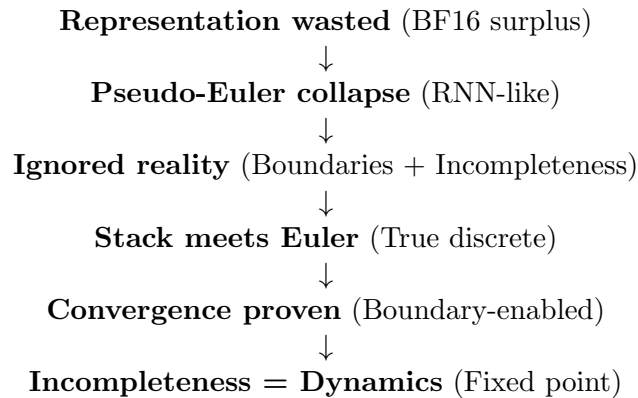 Representation wasted (BF16 surplus)
↓
Pseudo-Euler collapse (RNN-like)
↓
Ignored reality (Boundaries + Incompleteness)
↓
Stack meets Euler (True discrete)
↓
Convergence proven (Boundary-enabled)
↓
Incompleteness = Dynamics (Fixed point)